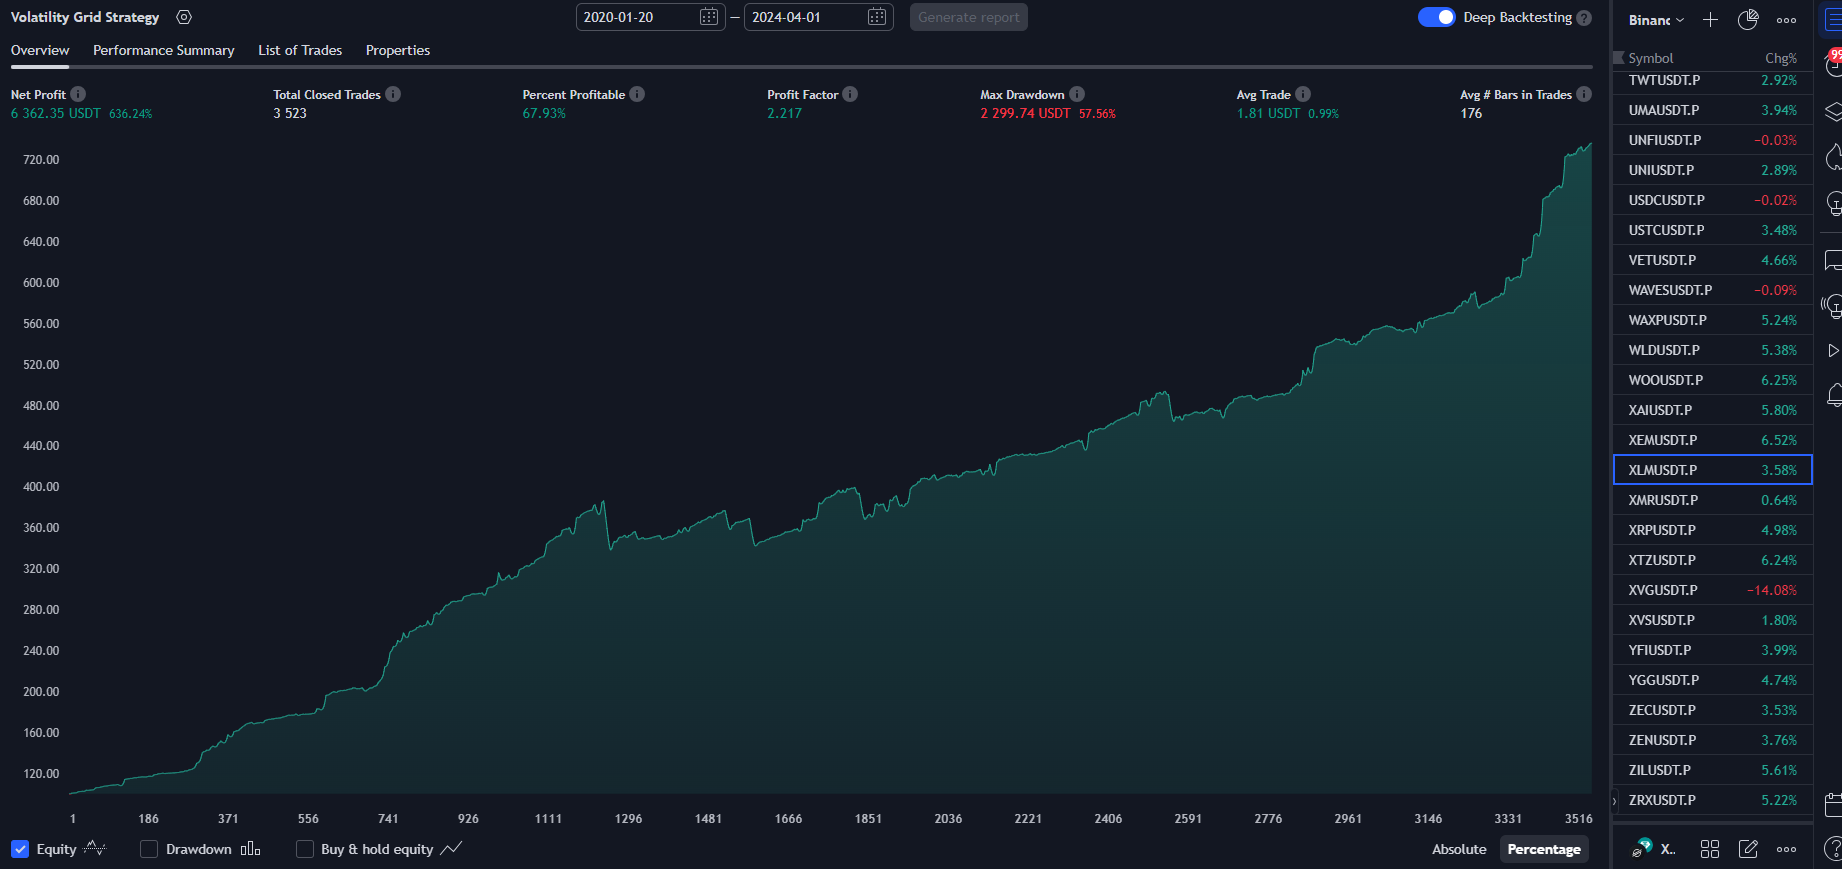 Volatility Grid Strategy
2020-01-20 — 2024-04-01 Generate report
Deep Backtesting
Overview Performance Summary List of Trades Properties
Net Profit
6 362.35 USDT 636.24%
Total Closed Trades
3 523
Percent Profitable
67.93%
Profit Factor
2.217
Max Drawdown
2 299.74 USDT 57.56%
Avg Trade
1.81 USDT 0.99%
Avg # Bars in Trades
176
720.00
680.00
640.00
600.00
560.00
520.00
480.00
440.00
400.00
360.00
320.00
280.00
240.00
200.00
160.00
120.00
1 186 371 556 741 926 1111 1296 1481 1666 1851 2036 2221 2406 2591 2776 2961 3146 3331 3516
Equity Drawdown Buy & hold equity
Absolute Percentage
Binanc
Symbol Chg%
TWTUSDT.P 2.92%
UMAUSDT.P 3.94%
UNFIUSDT.P −0.03%
UNIUSDT.P 2.89%
USDCUSDT.P −0.02%
USTCUSDT.P 3.48%
VETUSDT.P 4.66%
WAVESUSDT.P −0.09%
WAXPUSDT.P 5.24%
WLDUSDT.P 5.38%
WOOUSDT.P 6.25%
XAIUSDT.P 5.80%
XEMUSDT.P 6.52%
XLMUSDT.P 3.58%
XMRUSDT.P 0.64%
XRPUSDT.P 4.98%
XTZUSDT.P 6.24%
XVGUSDT.P −14.08%
XVSUSDT.P 1.80%
YFIUSDT.P 3.99%
YGGUSDT.P 4.74%
ZECUSDT.P 3.53%
ZENUSDT.P 3.76%
ZILUSDT.P 5.61%
ZRXUSDT.P 5.22%
X..
99